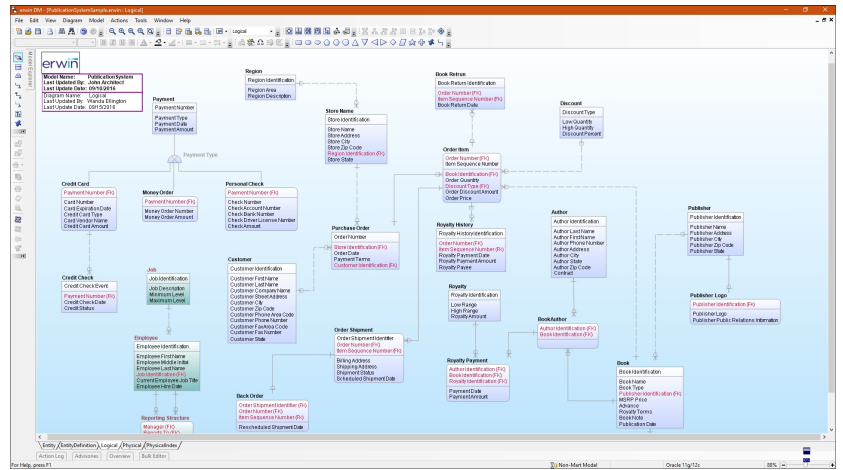 erwin DM - [PublicationSystemSample.erwin : Logical]
File Edit View Diagram Model Actions Tools Window Help
Logical
Model Explorer
erwin
Model Name: PublicationSystem
Last Updated By: John Architect
Last Update Date: 09/10/2016
Diagram Name: Logical
Last Updated By: Wanda Ellington
Last Update Date: 09/15/2016
Payment
Payment Number
Payment Type
Payment Data
Payment Amount
Payment Type
Region
Region Identification
Region Area
Region Description
Store Name
Store Identification
Store Name
Store Address
Store City
Store Zip Code
Region Identification (FK)
Store State
Book Retrun
Book Return Identification
Order Number (FK)
Item Sequence Number (FK)
Book Return Date
Discount
Discount Type
Low Quantity
High Quantity
Discount Percent
Order Item
Order Number (FK)
Item Sequence Number
Book Identification (FK)
Order Quantity
Discount Type (FK)
Order Discount Amount
Order Price
Credit Card
Payment Number (FK)
Card Number
Card Expiration Date
Credit Card Type
Card Vendor Name
Credit Card Amount
Money Order
Payment Number (FK)
Money Order Number
Money Order Amount
Personal Check
Payment Number (FK)
Check Number
Check Account Number
Check Bank Number
Check Driver License Number
Check Amount
Purchase Order
Order Number
Store Identification (FK)
Order Date
Payment Terms
Customer Identification (FK)
Royalty History
Royalty History Identification
Order Number (FK)
Item Sequence Number (FK)
Royalty Payment Date
Royalty Payment Amount
Royalty Payee
Author
Author Identification
Author Last Name
Author First Name
Author Phone Number
Author Address
Author City
Author State
Author Zip Code
Contract
Publisher
Publisher Identification
Publisher Name
Publisher Address
Publisher City
Publisher Zip Code
Publisher State
Credit Check
Credit Check Event
Payment Number (FK)
Credit Check Date
Credit Status
Job
Job Identification
Job Description
Minimum Level
Maximum Level
Customer
Customer Identification
Customer First Name
Customer Last Name
Customer Company Name
Customer Street Address
Customer City
Customer Zip Code
Customer Phone Area Code
Customer Phone Number
Customer Fax Area Code
Customer Fax Number
Customer State
Royalty
Royalty Identification
Low Range
High Range
Royalty Amount
Publisher Logo
Publisher Identification (FK)
Publisher Logo
Publisher Public Relations Information
Employee
Employee Identification
Employee First Name
Employee Middle Initial
Employee Last Name
Job Identification (FK)
Current Employee Job Title
Employee Hire Date
Order Shipment
Order Shipment Identifier
Order Number (FK)
Item Sequence Number (FK)
Billing Address
Shipping Address
Shipment Status
Scheduled Shipment Date
BookAuthor
Author Identification (FK)
Book Identification (FK)
Royalty Payment
Author Identification (FK)
Book Identification (FK)
Royalty Identification (FK)
Payment Date
Payment Amount
Book
Book Identification
Book Name
Book Type
Publisher Identification (FK)
MSRP Price
Advance
Royalty Terms
Book Note
Publication Date
Back Order
Order Shipment Identifier (FK)
Order Number (FK)
Item Sequence Number (FK)
Rescheduled Shipment Date
Reporting Structure
Manager (FK)
Reports To (FK)
Entity EntityDefinition Logical Physical PhysicalIndex
Action Log Advisories Overview Bulk Editor
For Help, press F1
Non-Mart Model
Oracle 11g/12c
88%